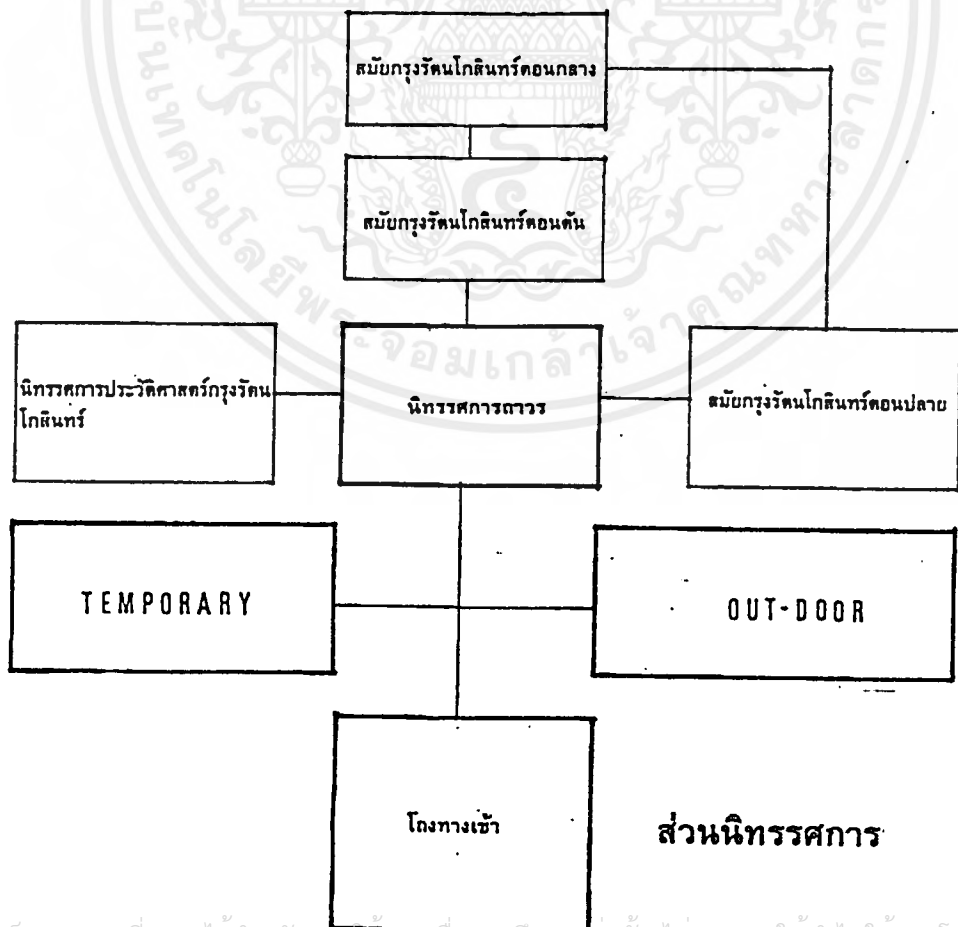 สมัยกรุงรัตนโกสินทร์ตอนกลาง
สมัยกรุงรัตนโกสินทร์ตอนต้น
นิทรรศการประวัติศาสตร์กรุงรัตน
โกสินทร์
นิทรรศการถาวร
สมัยกรุงรัตนโกสินทร์ตอนปลาย
TEMPORARY
OUT-DOOR
โถงทางเข้า
ส่วนนิทรรศการ